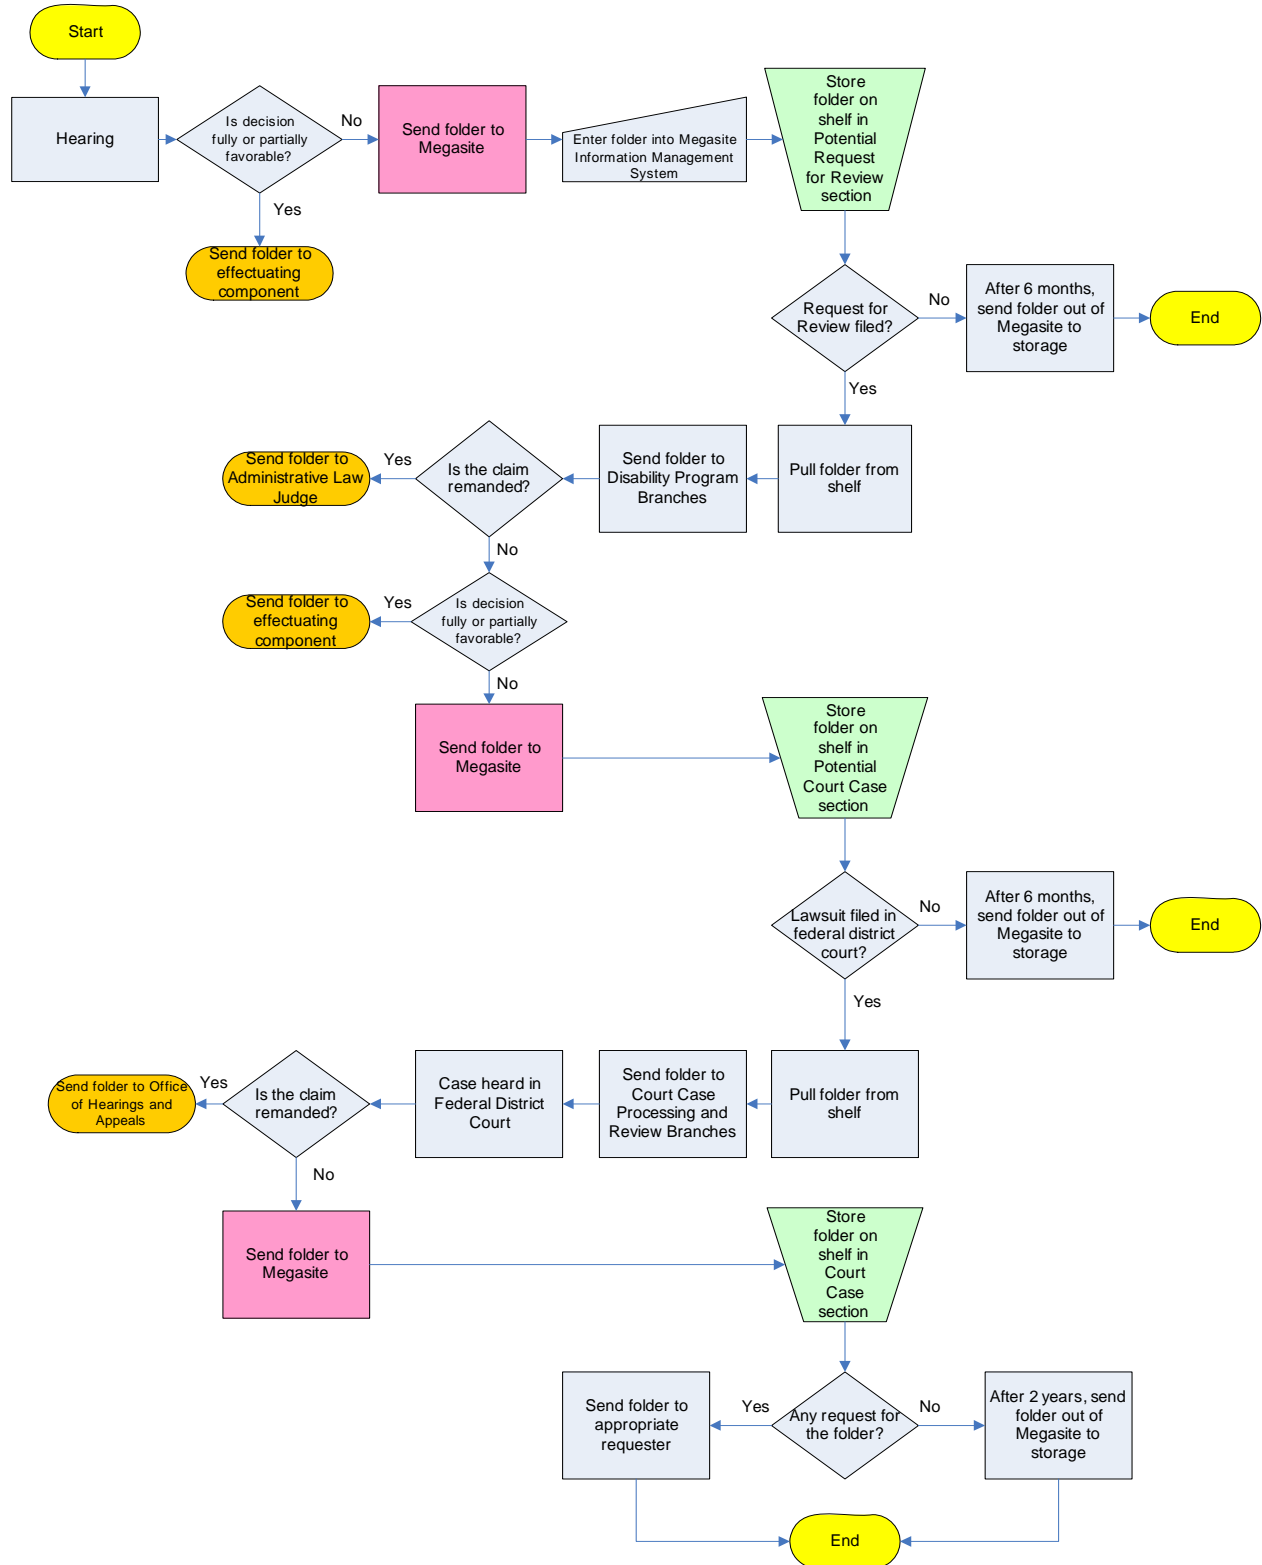 Start
Hearing
Is decision
fully or partially
favorable?
No
Yes
Send folder to
effectuating
component
Send folder to
Megasite
Enter folder into Megasite
Information Management
System
Store
folder on
shelf in
Potential
Request
for Review
section
Request for
Review filed?
No
After 6 months,
send folder out of
Megasite to
storage
End
Yes
Pull folder from
shelf
Send folder to
Disability Program
Branches
Is the claim
remanded?
Yes
Send folder to
Administrative Law
Judge
No
Is decision
fully or partially
favorable?
Yes
Send folder to
effectuating
component
No
Send folder to
Megasite
Store
folder on
shelf in
Potential
Court Case
section
Lawsuit filed in
federal district
court?
No
After 6 months,
send folder out of
Megasite to
storage
End
Yes
Pull folder from
shelf
Send folder to
Court Case
Processing and
Review Branches
Case heard in
Federal District
Court
Is the claim
remanded?
Yes
Send folder to Office
of Hearings and
Appeals
No
Send folder to
Megasite
Store
folder on
shelf in
Court
Case
section
Any request for
the folder?
Yes
Send folder to
appropriate
requester
No
After 2 years, send
folder out of
Megasite to
storage
End